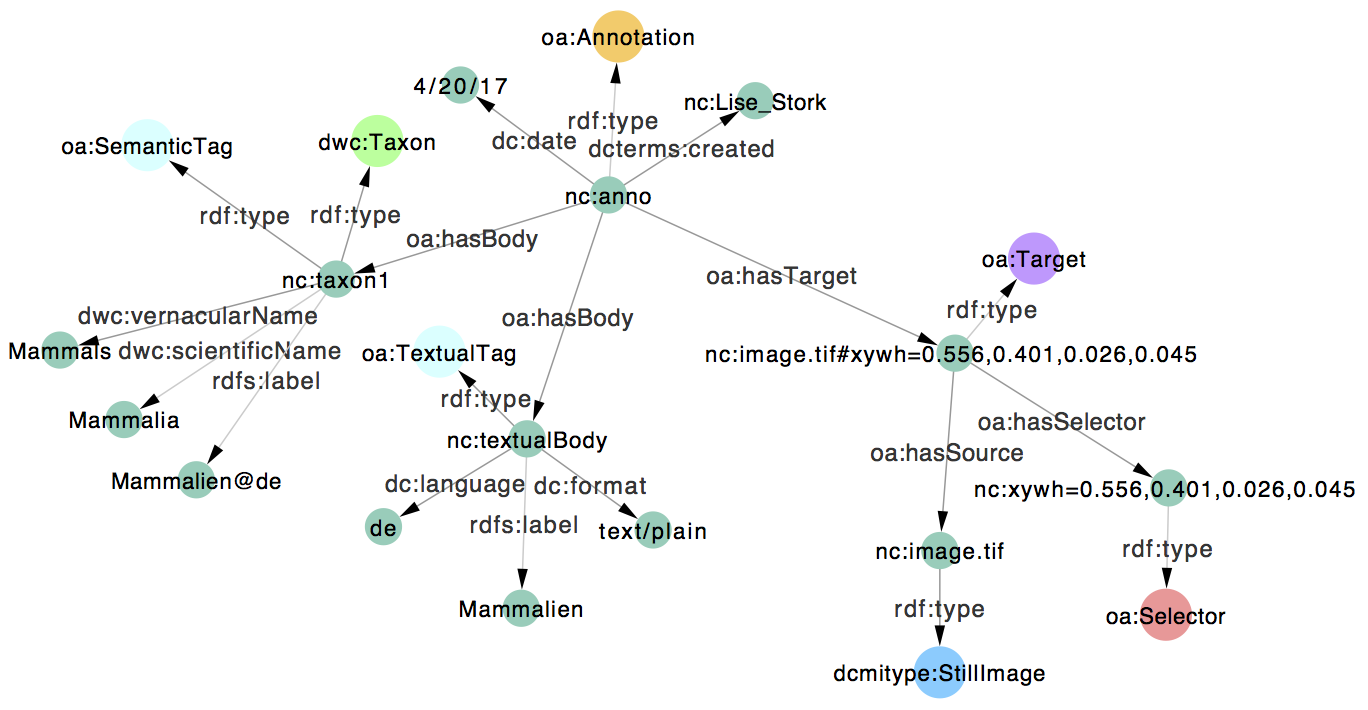 oa:Annotation
4/20/17
nc:Lise_Stork
rdf:type
dc:date
dcterms:created
oa:SemanticTag
dwc:Taxon
nc:anno
rdf:type
rdf:type
oa:hasBody
oa:Target
oa:hasTarget
nc:taxon1
rdf:type
dwc:vernacularName
oa:hasBody
Mammals
dwc:scientificName
oa:TextualTag
nc:image.tif#xywh=0.556,0.401,0.026,0.045
rdfs:label
rdf:type
Mammalia
oa:hasSelector
nc:textualBody
oa:hasSource
Mammalien@de
dc:language
dc:format
nc:xywh=0.556,0.401,0.026,0.045
rdfs:label
de
text/plain
nc:image.tif
rdf:type
Mammalien
rdf:type
oa:Selector
dcmitype:StillImage